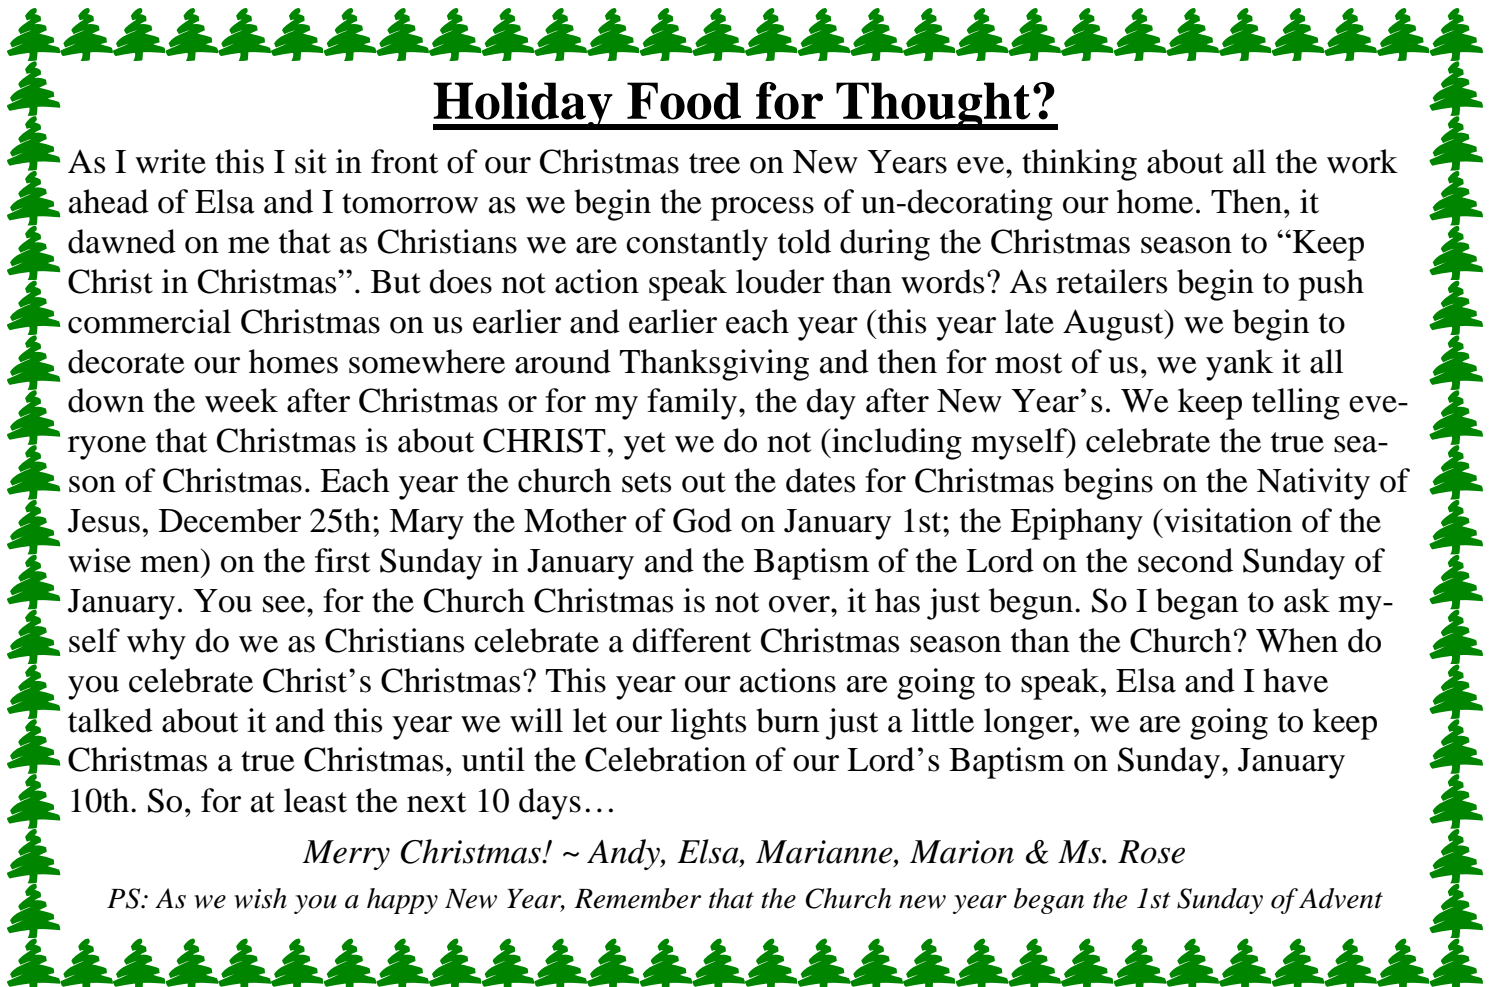 Holiday Food for Thought?
As I write this I sit in front of our Christmas tree on New Years eve, thinking about all the work
ahead of Elsa and I tomorrow as we begin the process of un-decorating our home. Then, it
dawned on me that as Christians we are constantly told during the Christmas season to “Keep
Christ in Christmas”. But does not action speak louder than words? As retailers begin to push
commercial Christmas on us earlier and earlier each year (this year late August) we begin to
decorate our homes somewhere around Thanksgiving and then for most of us, we yank it all
down the week after Christmas or for my family, the day after New Year’s. We keep telling eve-
ryone that Christmas is about CHRIST, yet we do not (including myself) celebrate the true sea-
son of Christmas. Each year the church sets out the dates for Christmas begins on the Nativity of
Jesus, December 25th; Mary the Mother of God on January 1st; the Epiphany (visitation of the
wise men) on the first Sunday in January and the Baptism of the Lord on the second Sunday of
January. You see, for the Church Christmas is not over, it has just begun. So I began to ask my-
self why do we as Christians celebrate a different Christmas season than the Church? When do
you celebrate Christ’s Christmas? This year our actions are going to speak, Elsa and I have
talked about it and this year we will let our lights burn just a little longer, we are going to keep
Christmas a true Christmas, until the Celebration of our Lord’s Baptism on Sunday, January
10th. So, for at least the next 10 days…
Merry Christmas! ~ Andy, Elsa, Marianne, Marion & Ms. Rose
PS: As we wish you a happy New Year, Remember that the Church new year began the 1st Sunday of Advent